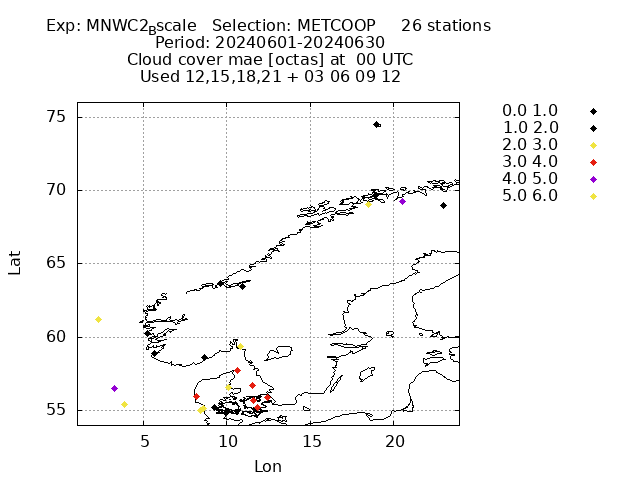 Exp: MNWC2Bscale Selection: METCOOP 26 stations
Period: 20240601-20240630
Cloud cover mae [octas] at 00 UTC
Used 12,15,18,21 + 03 06 09 12
75
70
65
60
55
Lat
5 10 15 20
Lon
0.0 1.0
1.0 2.0
2.0 3.0
3.0 4.0
4.0 5.0
5.0 6.0